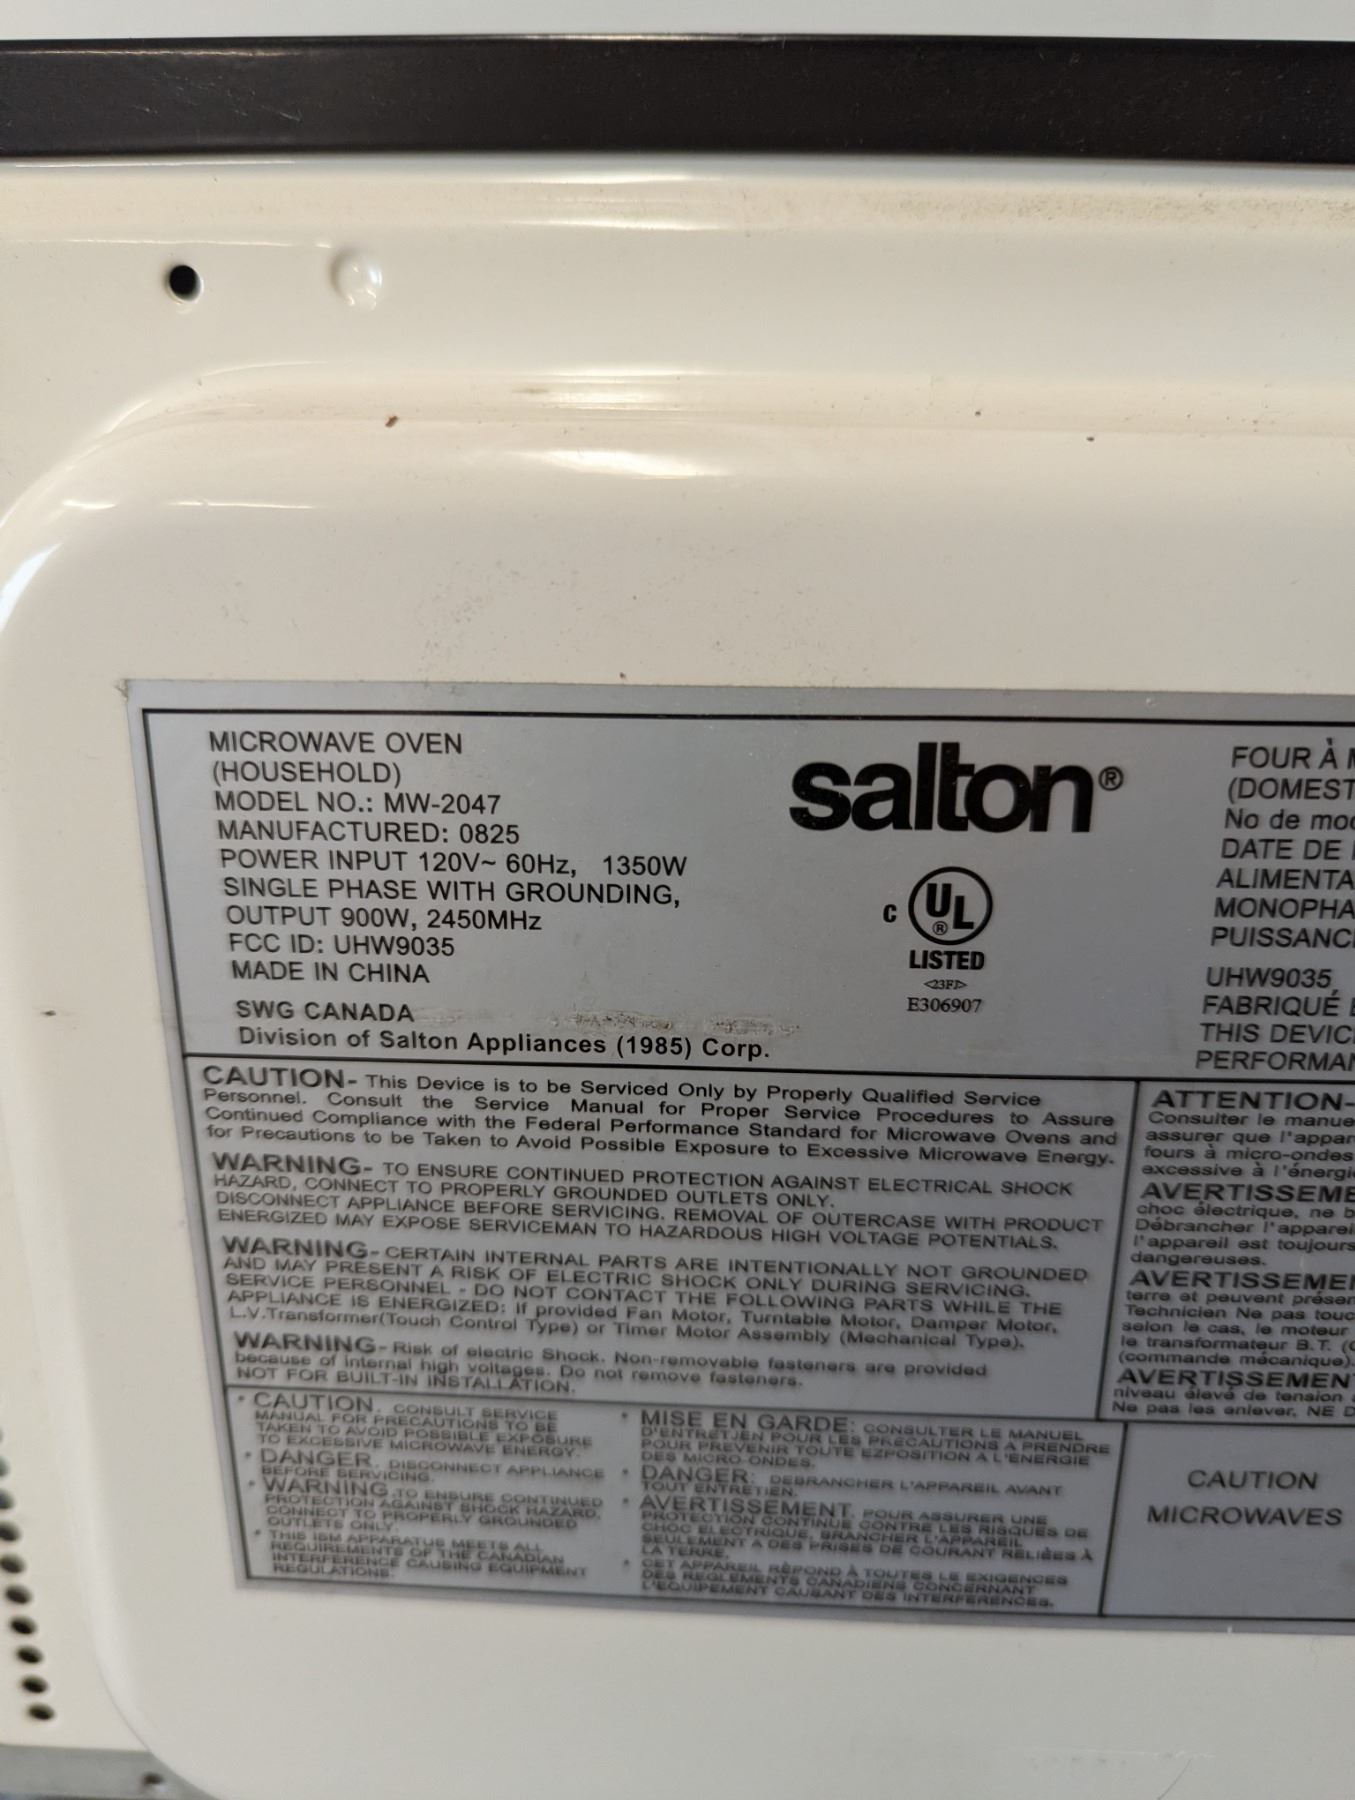 MICROWAVE OVEN
(HOUSEHOLD)
MODEL NO.: MW-2047
MANUFACTURED: 0825
POWER INPUT 120V~ 60Hz, 1350W
SINGLE PHASE WITH GROUNDING,
OUTPUT 900W, 2450MHz
FCC ID: UHW9035
MADE IN CHINA
SWG CANADA
Division of Salton Appliances (1985) Corp.
salton®
C UL ®
LISTED
<23FJ>
E306907
FOUR À
(DOMEST
No de mo
DATE DE
ALIMENTA
MONOPHA
PUISSANC
UHW9035,
FABRIQUÉ
THIS DEVIC
PERFORMA
CAUTION- This Device is to be Serviced Only by Properly Qualified Service
Personnel. Consult the Service Manual for Proper Service Procedures to Assure
Continued Compliance with the Federal Performance Standard for Microwave Ovens and
for Precautions to be Taken to Avoid Possible Exposure to Excessive Microwave Energy.
WARNING- TO ENSURE CONTINUED PROTECTION AGAINST ELECTRICAL SHOCK
HAZARD, CONNECT TO PROPERLY GROUNDED OUTLETS ONLY.
DISCONNECT APPLIANCE BEFORE SERVICING. REMOVAL OF OUTERCASE WITH PRODUCT
ENERGIZED MAY EXPOSE SERVICEMAN TO HAZARDOUS HIGH VOLTAGE POTENTIALS.
WARNING- CERTAIN INTERNAL PARTS ARE INTENTIONALLY NOT GROUNDED
AND MAY PRESENT A RISK OF ELECTRIC SHOCK ONLY DURING SERVICING.
SERVICE PERSONNEL - DO NOT CONTACT THE FOLLOWING PARTS WHILE THE
APPLIANCE IS ENERGIZED: If provided Fan Motor, Turntable Motor, Damper Motor,
L.V.Transformer(Touch Control Type) or Timer Motor Assembly (Mechanical Type).
WARNING- Risk of electric Shock. Non-removable fasteners are provided
because of internal high voltages. Do not remove fasteners.
NOT FOR BUILT-IN INSTALLATION.
ATTENTION-
Consulter le manue
assurer que l'appar
fours à micro-ondes
excessive à l'énergi
AVERTISSEME
choc électrique, ne b
Débrancher l'apparei
l'appareil est toujours
dangereuses.
AVERTISSEME
terre et peuvent présen
Technicien Ne pas touc
selon le cas, le moteur
le transformateur B.T. (
(commande mécanique).
AVERTISSEMEN
niveau élevé de tension
Ne pas les enlever. NE D
• CAUTION. CONSULT SERVICE
MANUAL FOR PRECAUTIONS TO BE
TAKEN TO AVOID POSSIBLE EXPOSURE
TO EXCESSIVE MICROWAVE ENERGY.
• DANGER. DISCONNECT APPLIANCE
BEFORE SERVICING.
• WARNING.TO ENSURE CONTINUED
PROTECTION AGAINST SHOCK HAZARD,
CONNECT TO PROPERLY GROUNDED
OUTLETS ONLY.
• THIS ISM APPARATUS MEETS ALL
REQUIREMENTS OF THE CANADIAN
INTERFERENCE CAUSING EQUIPMENT
REGULATIONS.
• MISE EN GARDE: CONSULTER LE MANUEL
D'ENTRETJEN POUR LES PRECAUTIONS A PRENDRE
POUR PREVENIR TOUTE EZPOSITION A L'ENERGIE
DES MICRO-ONDES.
• DANGER: DEBRANCHER L'APPAREIL AVANT
TOUT ENTRETIEN.
• AVERTISSEMENT. POUR ASSURER UNE
PROTECTION CONTINUE CONTRE LES RISQUES DE
CHOC ELECTRIQUE, BRANCHER L'APPAREIL
SEULEMENT A DES PRISES DE COURANT RELIÈES À
LA TERRE.
• CET APPAREIL RÈPOND À TOUTES LE EXIGENCES
DES REGLEMENTS CANADIENS CONCERNANT
L'EQUIPEMENT CAUSANT DES INTERFERENCES.
CAUTION
MICROWAVES